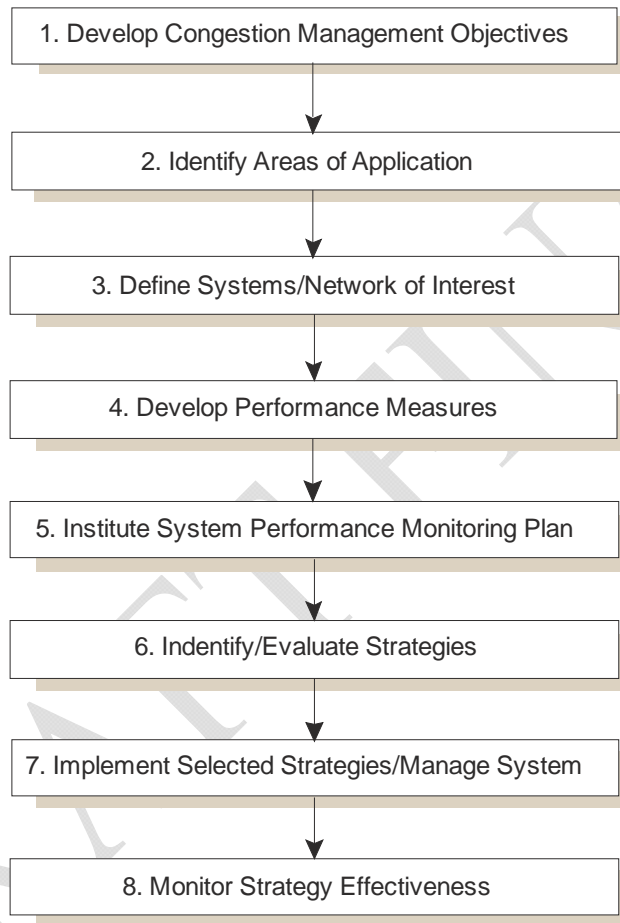 1. Develop Congestion Management Objectives
2. Identify Areas of Application
3. Define Systems/Network of Interest
4. Develop Performance Measures
5. Institute System Performance Monitoring Plan
6. Indentify/Evaluate Strategies
7. Implement Selected Strategies/Manage System
8. Monitor Strategy Effectiveness